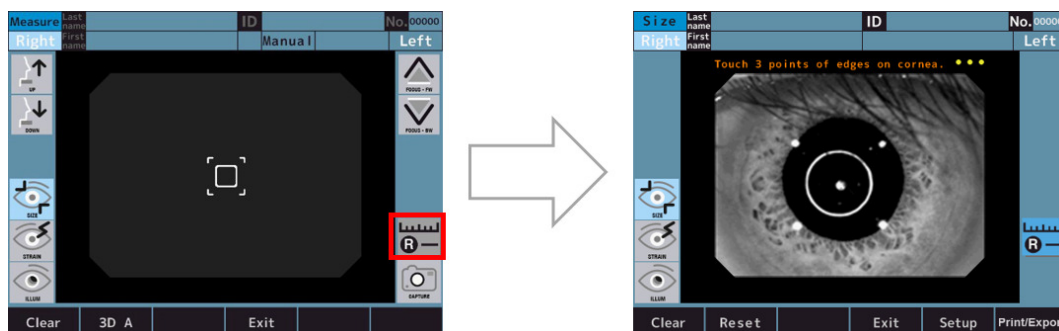 Measure Last name ID No. 00000
Right First name Manual Left
UP
FOCUS - FW
DOWN
FOCUS - BW
SIZE
STRAIN
R
ILLUM
CAPTURE
Clear 3D A Exit
Size Last name ID No. 00000
Right First name Left
Touch 3 points of edges on cornea.
SIZE
STRAIN
R
ILLUM
Clear Reset Exit Setup Print/Expor